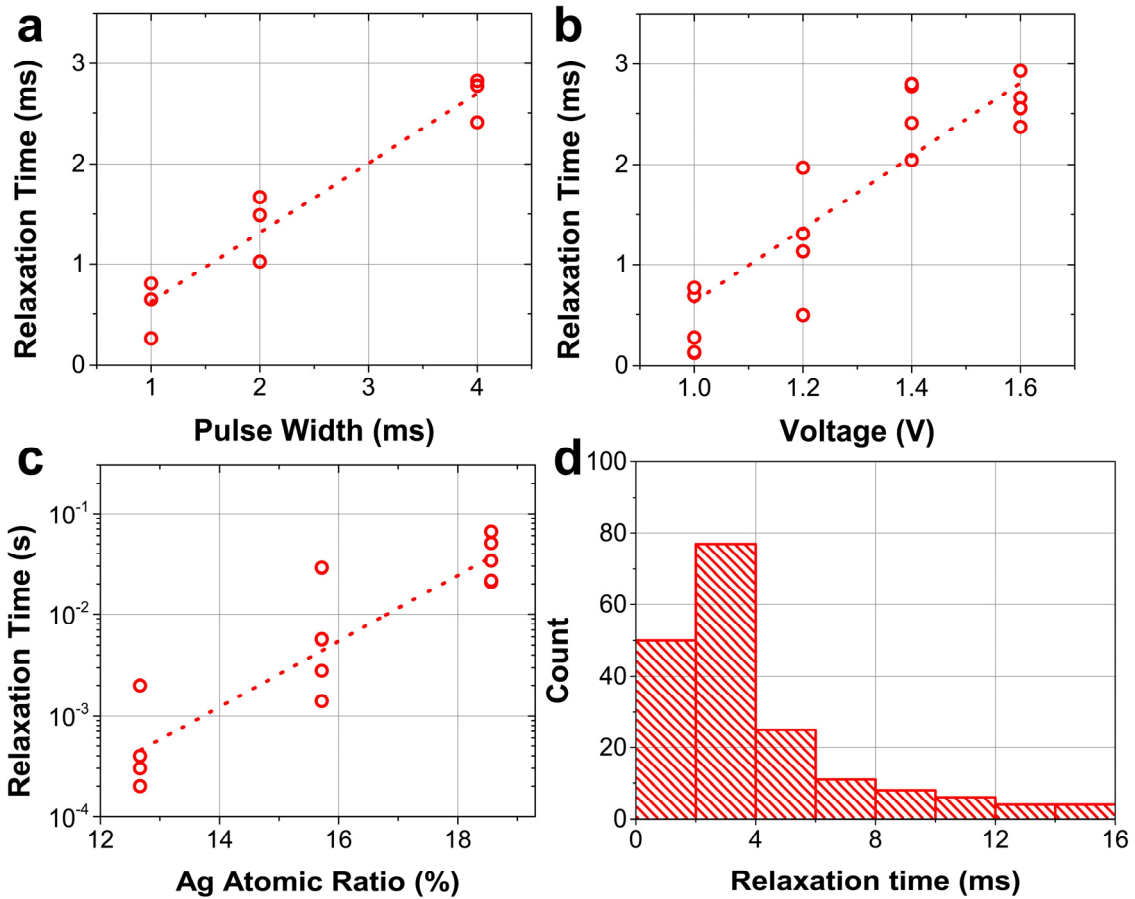 a
Relaxation Time (ms)
3
2
1
0
1 2 3 4
Pulse Width (ms)
b
Relaxation Time (ms)
3
2
1
0
1.0 1.2 1.4 1.6
Voltage (V)
c
Relaxation Time (s)
10⁻¹
10⁻²
10⁻³
10⁻⁴
12 14 16 18
Ag Atomic Ratio (%)
d
Count
100
80
60
40
20
0
0 4 8 12 16
Relaxation time (ms)